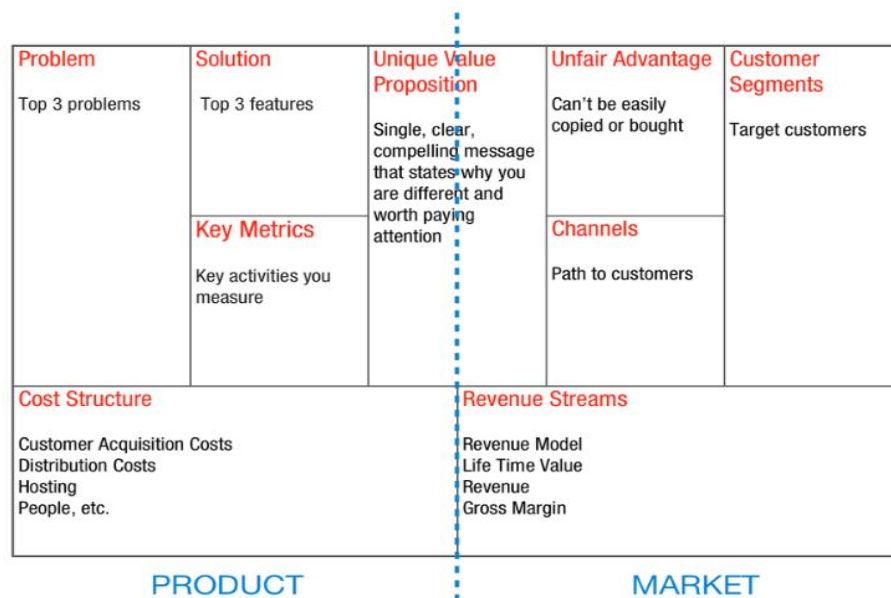 Problem
Top 3 problems
Solution
Top 3 features
Key Metrics
Key activities you
measure
Unique Value
Proposition
Single, clear,
compelling message
that states why you
are different and
worth paying
attention
Unfair Advantage
Can't be easily
copied or bought
Channels
Path to customers
Customer
Segments
Target customers
Cost Structure
Customer Acquisition Costs
Distribution Costs
Hosting
People, etc.
Revenue Streams
Revenue Model
Life Time Value
Revenue
Gross Margin
PRODUCT
MARKET